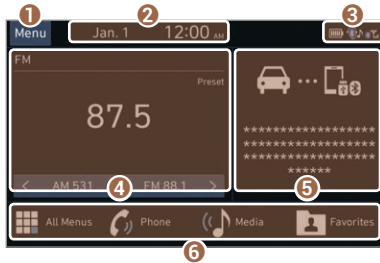 1
2
3
Menu
Jan. 1
12:00 AM
FM
Preset
87.5
< AM 531
FM 88.1 >
4
********************
********************
********************
******
5
All Menus
Phone
Media
Favorites
6